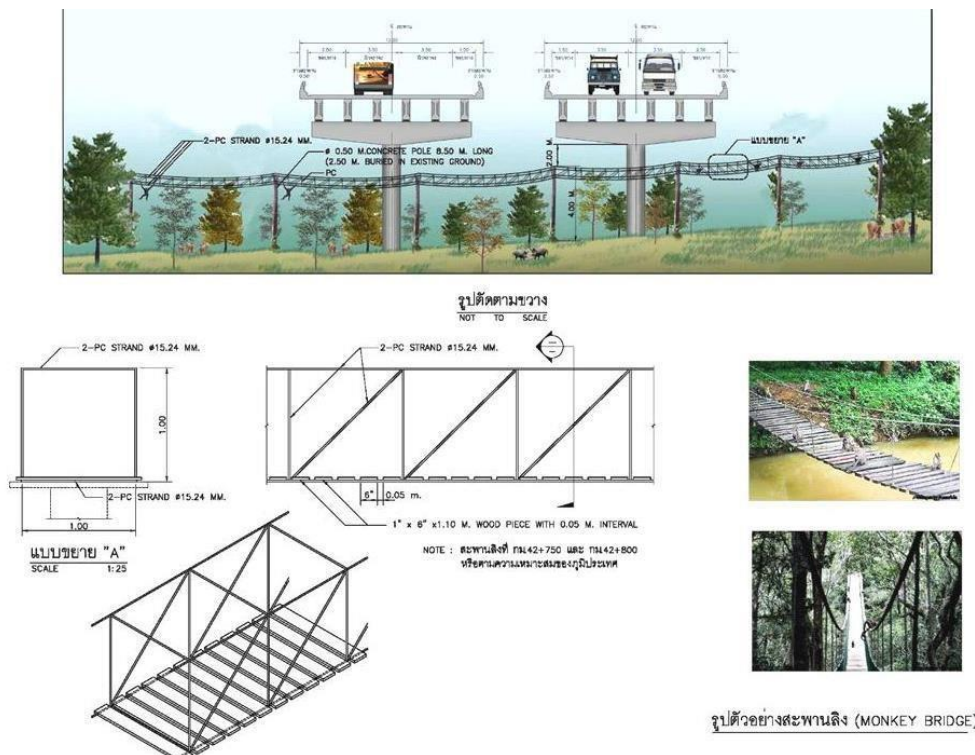 2-PC STRAND ø15.24 MM.
ø 0.50 M.CONCRETE POLE 8.50 M. LONG
(2.50 M. BURIED IN EXISTING GROUND)
PC
2.00 M.
4.00 M.
แบบขยาย "A"
รูปตัดตามขวาง
NOT TO SCALE
2-PC STRAND ø15.24 MM.
1.00
2-PC STRAND ø15.24 MM.
1.00
แบบขยาย "A"
SCALE 1:25
2-PC STRAND ø15.24 MM.
6" 0.05 m.
1" x 6" x1.10 M. WOOD PIECE WITH 0.05 M. INTERVAL
NOTE : สะพานลิงที่ กม.42+750 และ กม.42+800
หรือตามความเหมาะสมของภูมิประเทศ
รูปตัวอย่างสะพานลิง (MONKEY BRIDGE)